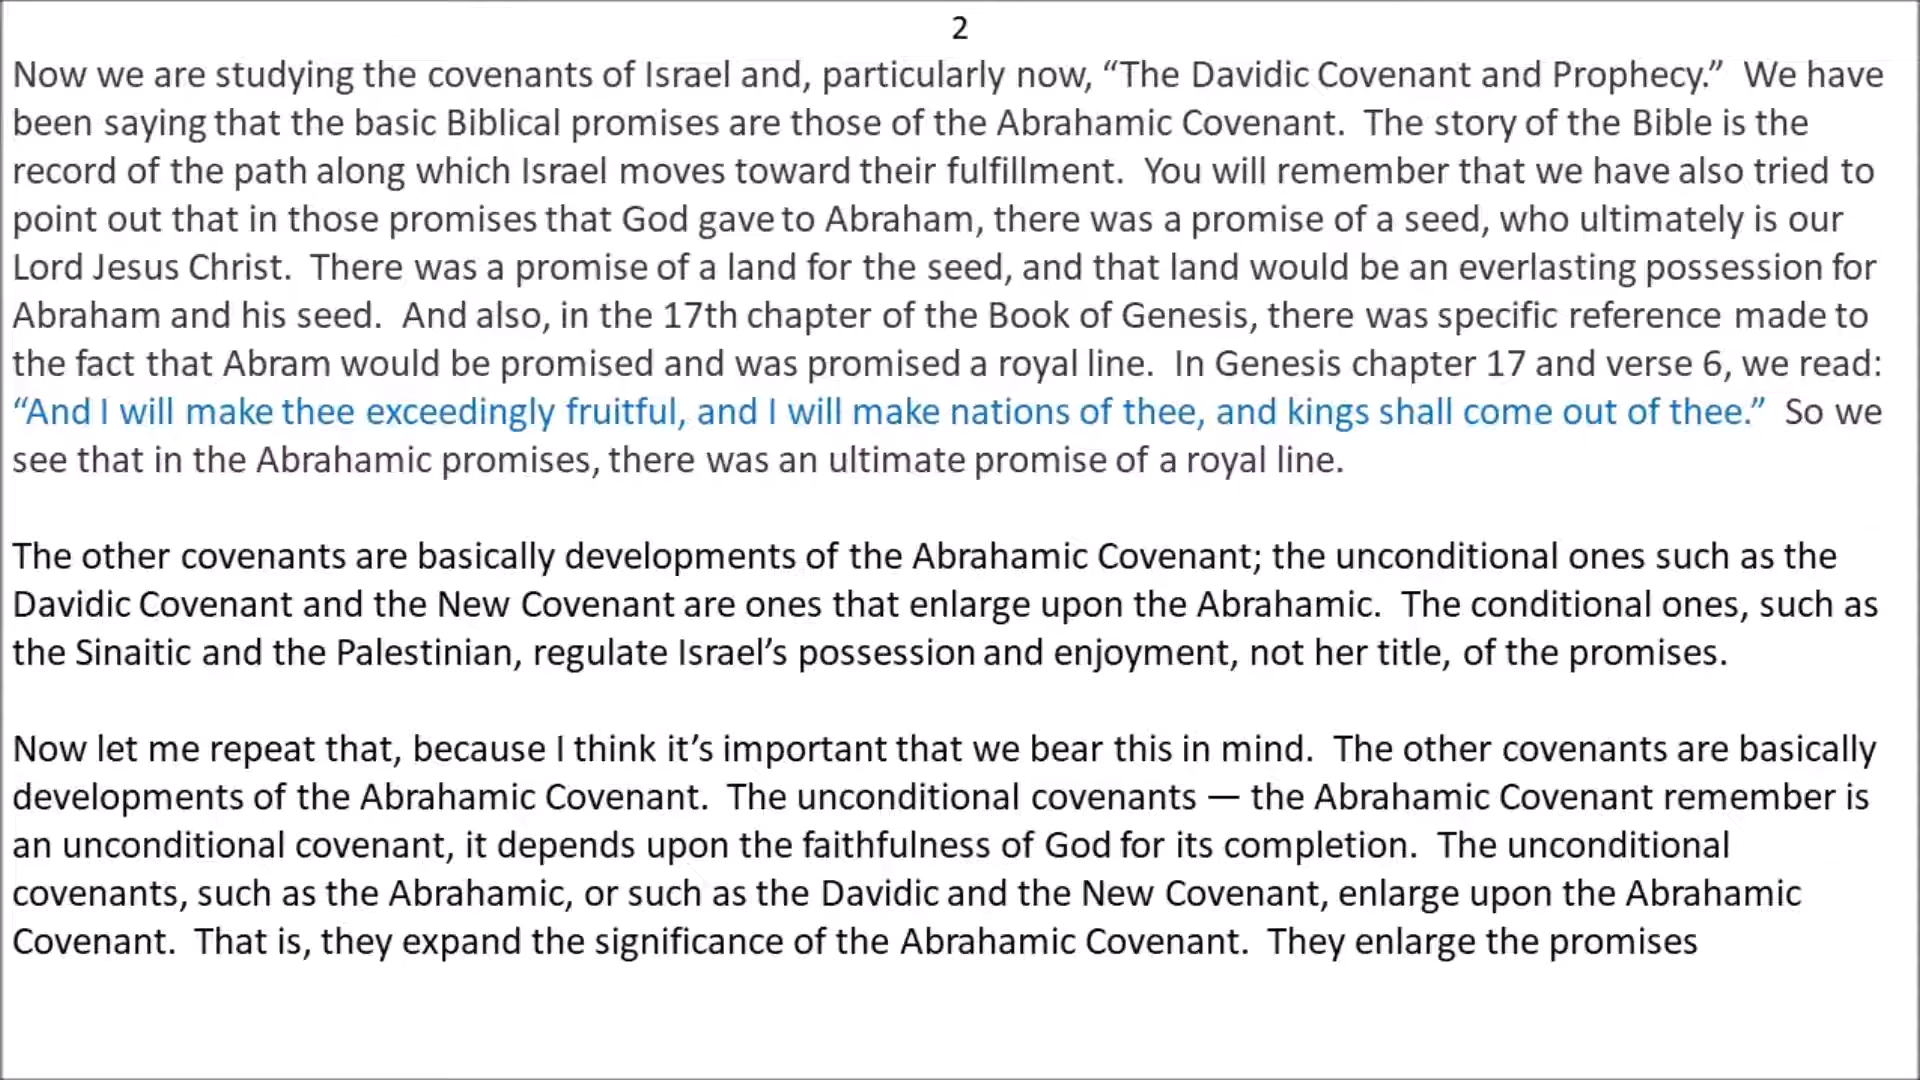 2
Now we are studying the covenants of Israel and, particularly now, “The Davidic Covenant and Prophecy.”  We have
been saying that the basic Biblical promises are those of the Abrahamic Covenant.  The story of the Bible is the
record of the path along which Israel moves toward their fulfillment.  You will remember that we have also tried to
point out that in those promises that God gave to Abraham, there was a promise of a seed, who ultimately is our
Lord Jesus Christ.  There was a promise of a land for the seed, and that land would be an everlasting possession for
Abraham and his seed.  And also, in the 17th chapter of the Book of Genesis, there was specific reference made to
the fact that Abram would be promised and was promised a royal line.  In Genesis chapter 17 and verse 6, we read:
“And I will make thee exceedingly fruitful, and I will make nations of thee, and kings shall come out of thee.”  So we
see that in the Abrahamic promises, there was an ultimate promise of a royal line.
The other covenants are basically developments of the Abrahamic Covenant; the unconditional ones such as the
Davidic Covenant and the New Covenant are ones that enlarge upon the Abrahamic.  The conditional ones, such as
the Sinaitic and the Palestinian, regulate Israel’s possession and enjoyment, not her title, of the promises.
Now let me repeat that, because I think it’s important that we bear this in mind.  The other covenants are basically
developments of the Abrahamic Covenant.  The unconditional covenants — the Abrahamic Covenant remember is
an unconditional covenant, it depends upon the faithfulness of God for its completion.  The unconditional
covenants, such as the Abrahamic, or such as the Davidic and the New Covenant, enlarge upon the Abrahamic
Covenant.  That is, they expand the significance of the Abrahamic Covenant.  They enlarge the promises